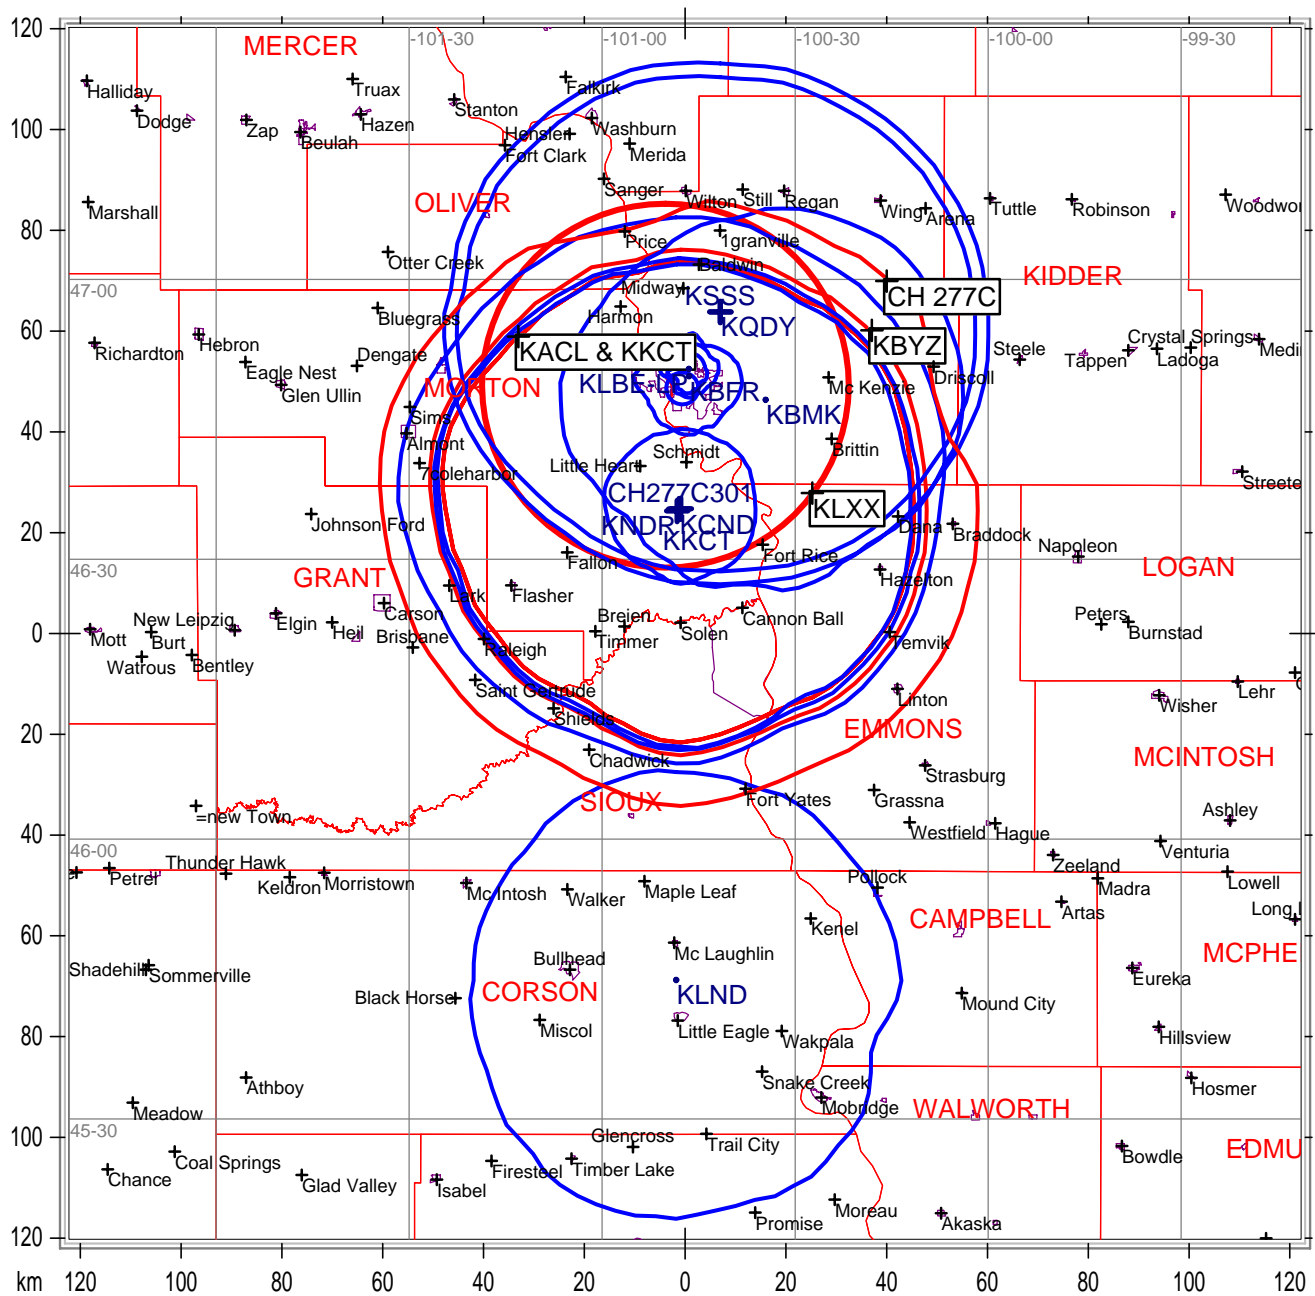 120
100
80
60
40
20
0
20
40
60
80
100
120
km
120
100
80
60
40
20
0
20
40
60
80
100
120
-101-30
-101-00
-100-30
-100-00
-99-30
47-00
46-30
46-00
45-30
MERCER
OLIVER
KIDDER
MORTON
GRANT
LOGAN
EMMONS
MCINTOSH
SIOUX
CAMPBELL
MCPHE
CORSON
WALWORTH
EDMU
Halliday
Dodge
Truax
Zap
Beulah
Hazen
Stanton
Falkirk
Hensler
Washburn
Fort Clark
Merida
Sanger
Wilton
Still
Regan
Wing
Arena
Tuttle
Robinson
Woodwor
Marshall
Price
1granville
Otter Creek
Baldwin
Midway
KSSS
KQDY
CH 277C
Bluegrass
Harmon
KACL & KKCT
KBYZ
Richardton
Hebron
Dengate
Eagle Nest
Glen Ullin
KLBE
KBFR
KBMK
Mc Kenzie
Driscoll
Steele
Tappen
Crystal Springs
Ladoga
Medi
Sims
Almont
7coleharbor
Little Heart
Schmidt
Brittin
Streete
CH277C301
KNDR
KCND
KKCT
KLXX
Johnson Ford
Dana
Braddock
Napoleon
Fallon
Fort Rice
Hazelton
Lark
Flasher
Carson
Cannon Ball
Breien
Timmer
Solen
Temvik
Peters
Burnstad
Mott
New Leipzig
Burt
Elgin
Heil
Brisbane
Raleigh
Watrous
Bentley
Saint Gertrude
Shields
Linton
Wisher
Lehr
Chadwick
Strasburg
=new Town
Fort Yates
Grassna
Ashley
Westfield
Hague
Zeeland
Venturia
Petrel
Thunder Hawk
Keldron
Morristown
Mc Intosh
Walker
Maple Leaf
Pollock
Madra
Lowell
Artas
Long
Kenel
Shadehill
Sommerville
Bullhead
Mc Laughlin
Eureka
Black Horse
KLND
Mound City
Miscol
Little Eagle
Wakpala
Hillsview
Athboy
Snake Creek
Mobridge
Hosmer
Meadow
Glencross
Trail City
Coal Springs
Chance
Glad Valley
Isabel
Firesteel
Timber Lake
Bowdle
Promise
Moreau
Akaska